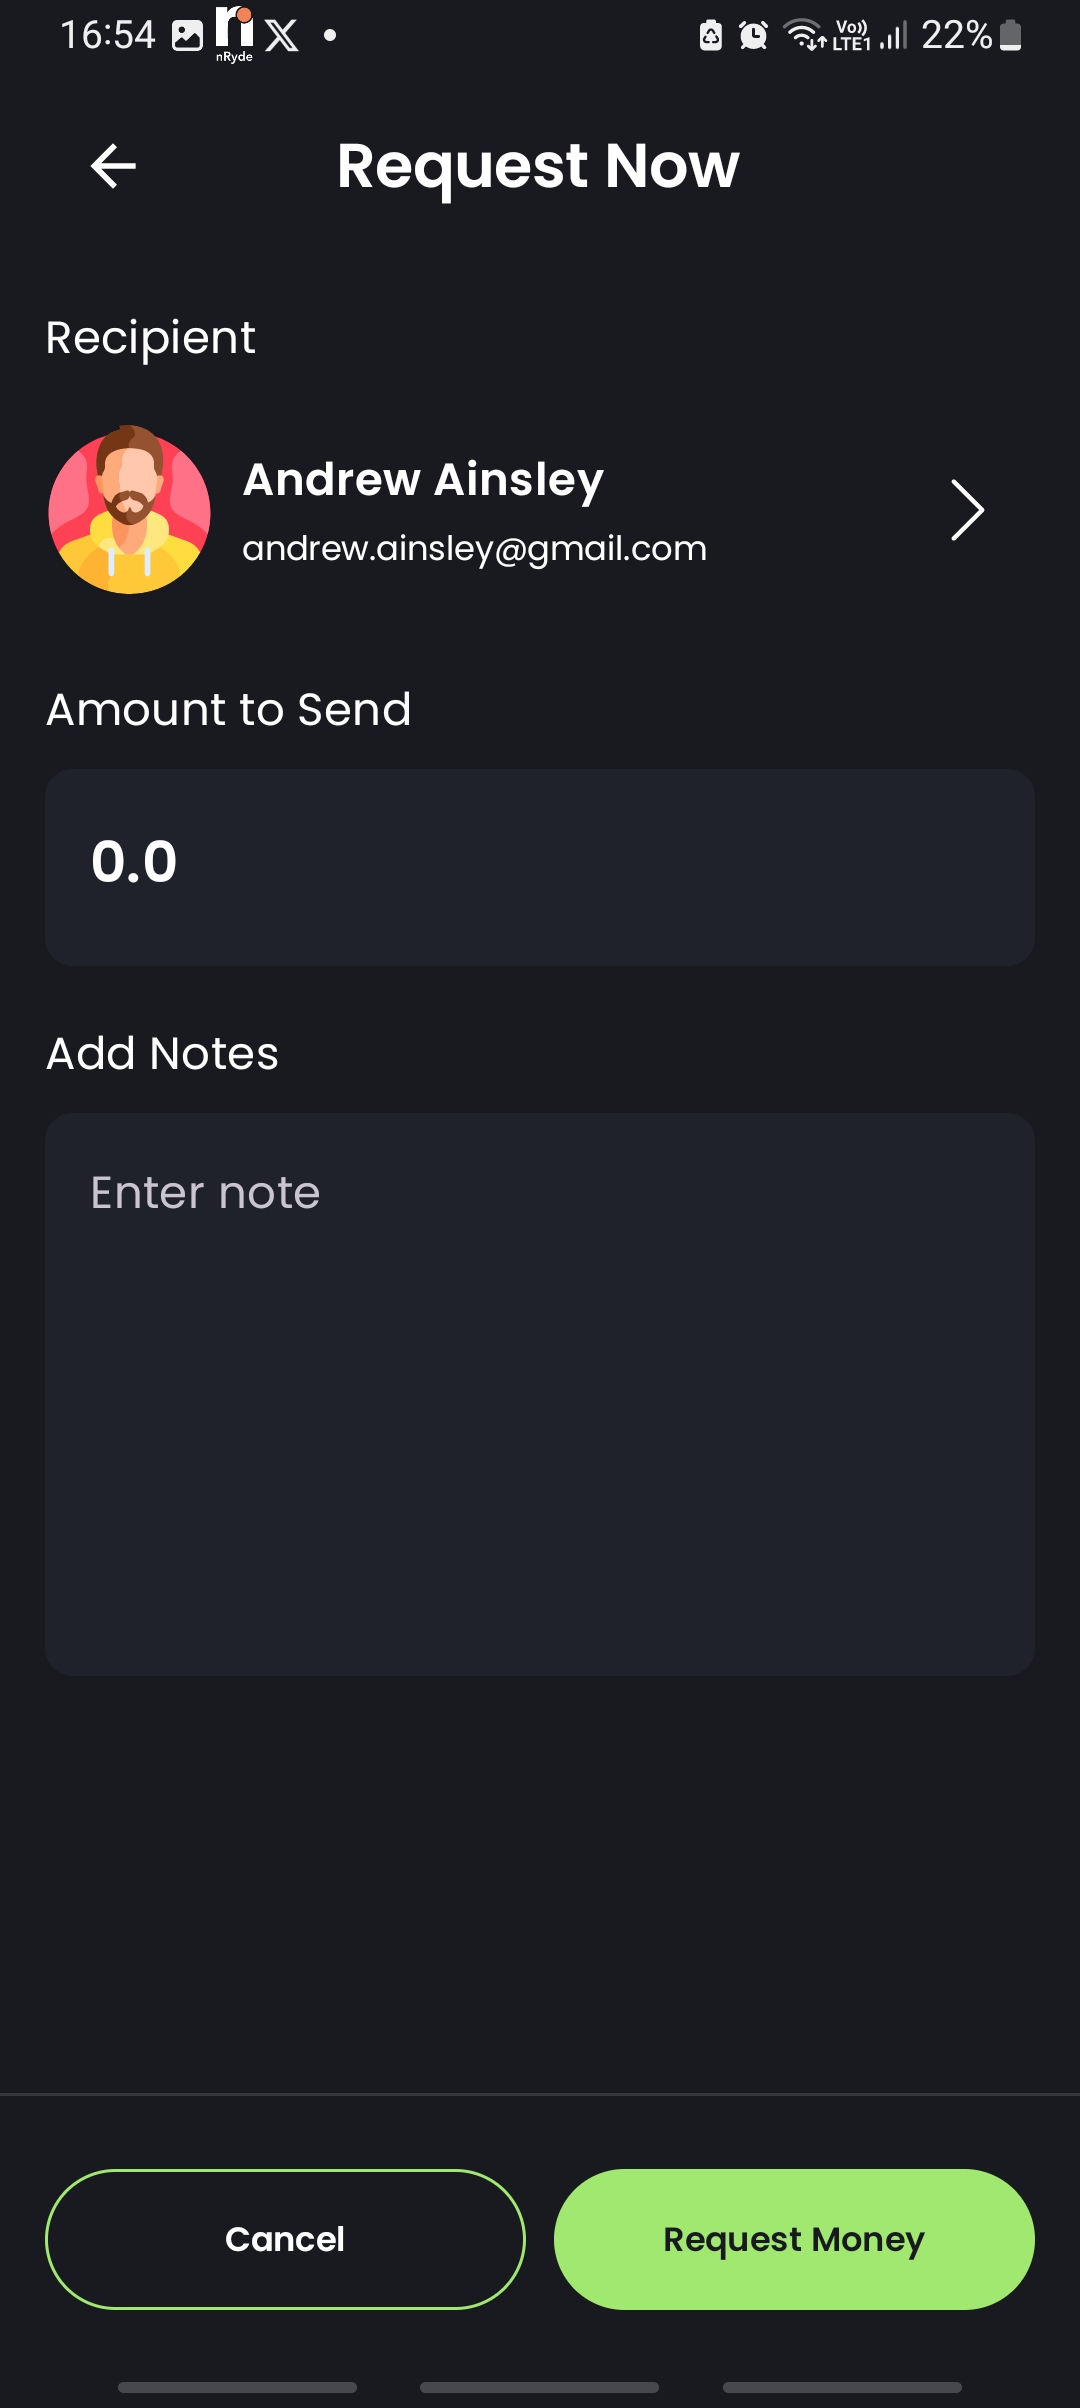 16:54 nRyde Vo)) LTE1 22%
Request Now
Recipient
Andrew Ainsley
andrew.ainsley@gmail.com
Amount to Send
0.0
Add Notes
Enter note
Cancel Request Money